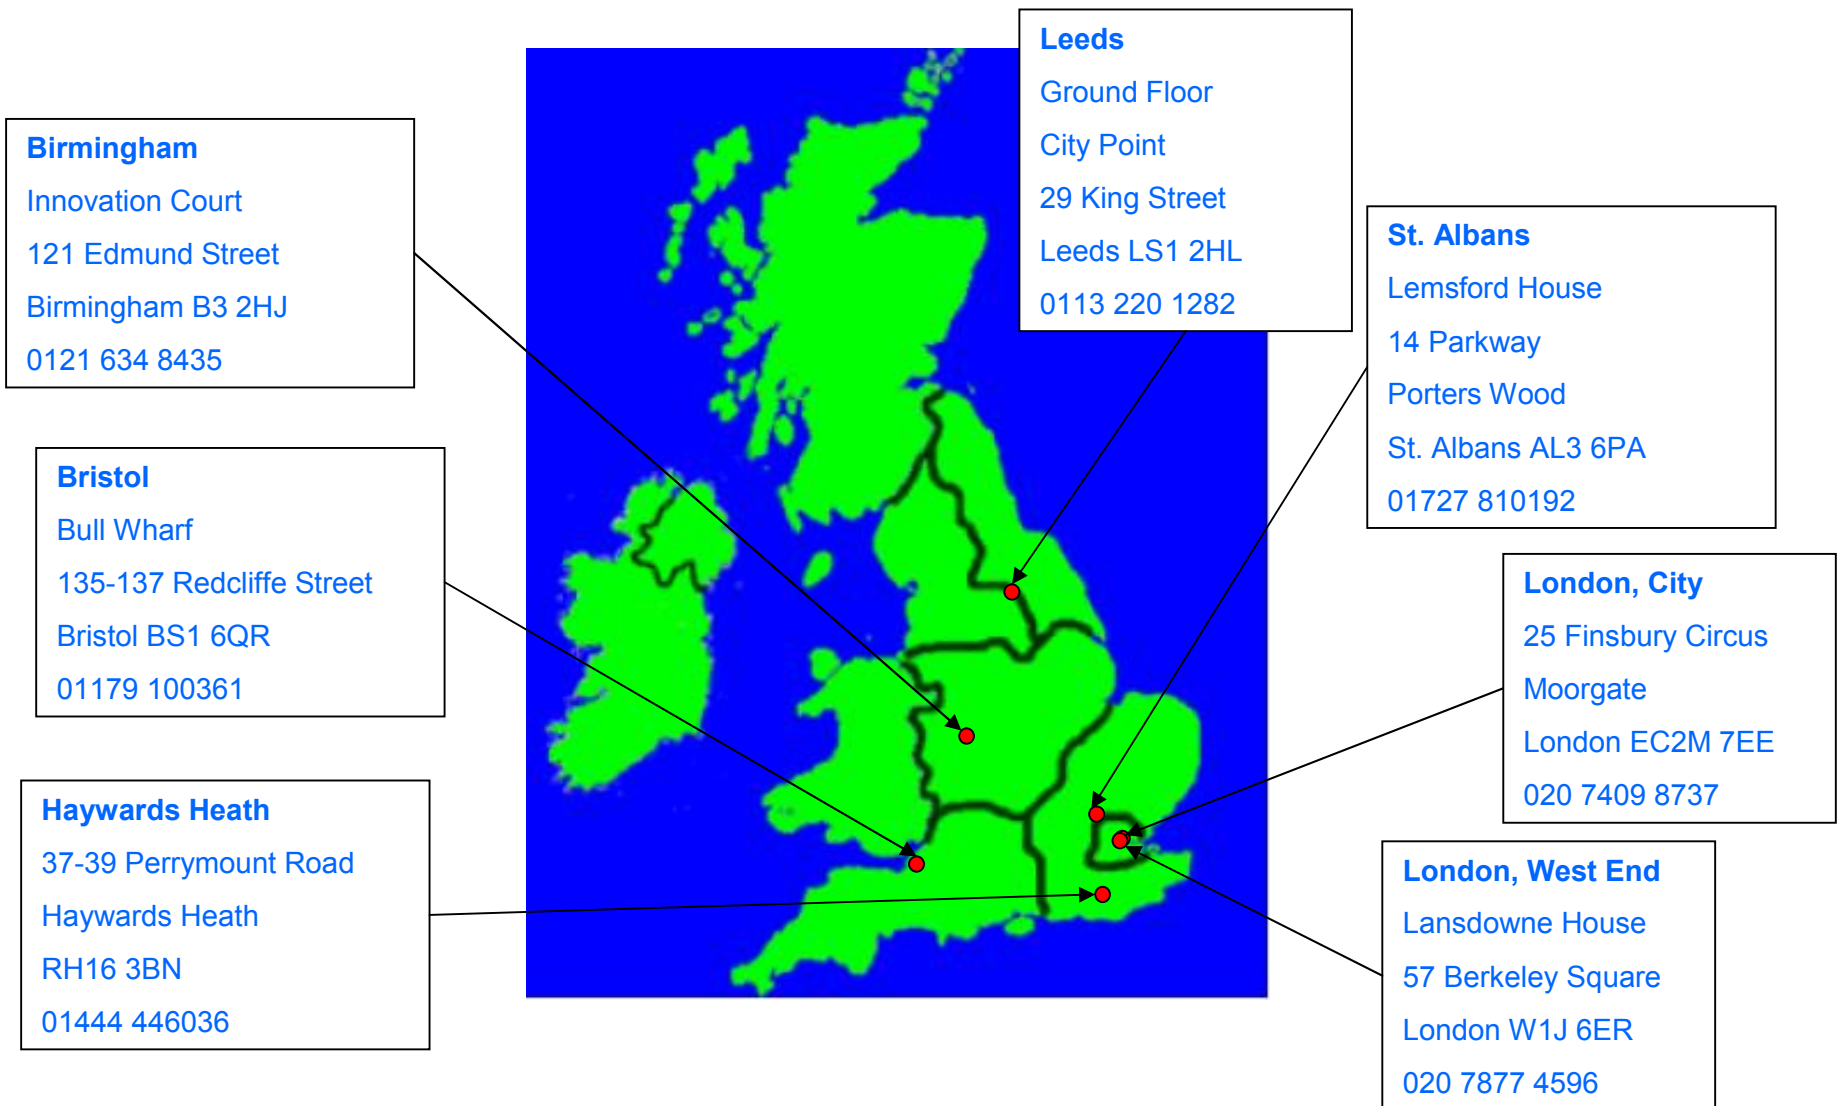 Birmingham
Innovation Court
121 Edmund Street
Birmingham B3 2HJ
0121 634 8435
Bristol
Bull Wharf
135-137 Redcliffe Street
Bristol BS1 6QR
01179 100361
Haywards Heath
37-39 Perrymount Road
Haywards Heath
RH16 3BN
01444 446036
Leeds
Ground Floor
City Point
29 King Street
Leeds LS1 2HL
0113 220 1282
St. Albans
Lemsford House
14 Parkway
Porters Wood
St. Albans AL3 6PA
01727 810192
London, City
25 Finsbury Circus
Moorgate
London EC2M 7EE
020 7409 8737
London, West End
Lansdowne House
57 Berkeley Square
London W1J 6ER
020 7877 4596